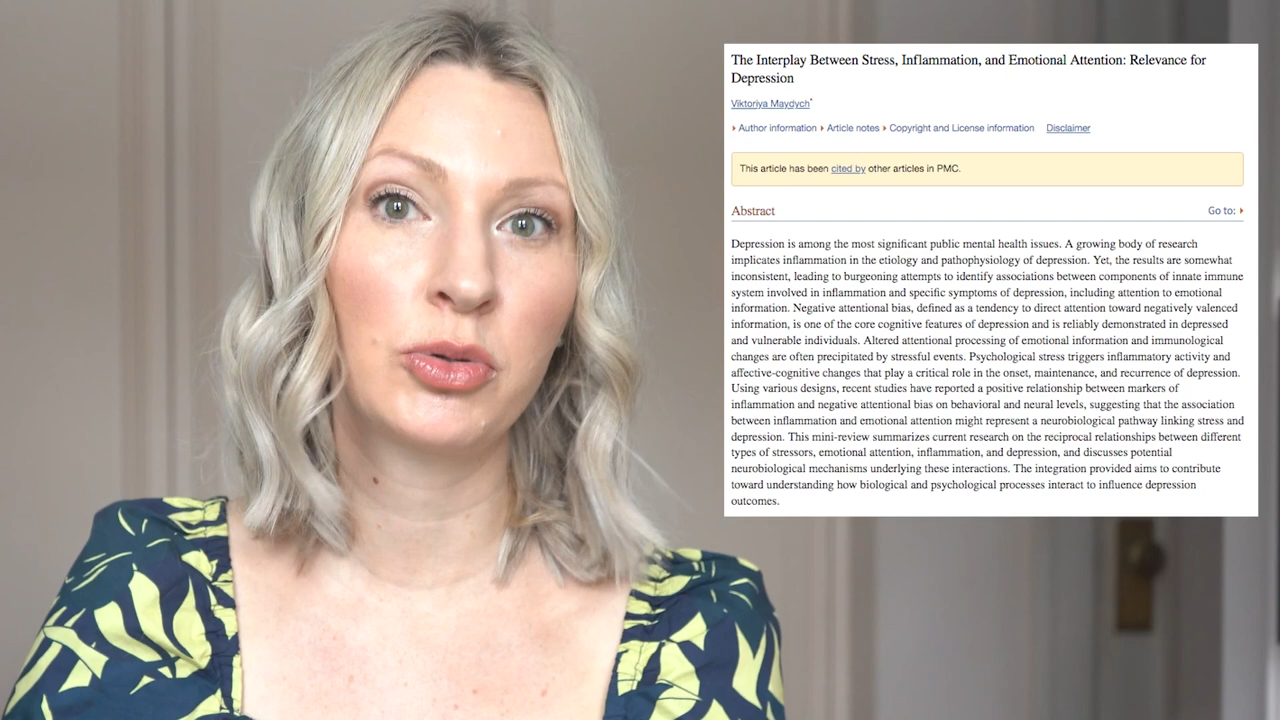 The Interplay Between Stress, Inflammation, and Emotional Attention: Relevance for
Depression
Viktoriya Maydych*
Author information Article notes Copyright and License information Disclaimer
This article has been cited by other articles in PMC.
Abstract Go to:
Depression is among the most significant public mental health issues. A growing body of research
implicates inflammation in the etiology and pathophysiology of depression. Yet, the results are somewhat
inconsistent, leading to burgeoning attempts to identify associations between components of innate immune
system involved in inflammation and specific symptoms of depression, including attention to emotional
information. Negative attentional bias, defined as a tendency to direct attention toward negatively valenced
information, is one of the core cognitive features of depression and is reliably demonstrated in depressed
and vulnerable individuals. Altered attentional processing of emotional information and immunological
changes are often precipitated by stressful events. Psychological stress triggers inflammatory activity and
affective-cognitive changes that play a critical role in the onset, maintenance, and recurrence of depression.
Using various designs, recent studies have reported a positive relationship between markers of
inflammation and negative attentional bias on behavioral and neural levels, suggesting that the association
between inflammation and emotional attention might represent a neurobiological pathway linking stress and
depression. This mini-review summarizes current research on the reciprocal relationships between different
types of stressors, emotional attention, inflammation, and depression, and discusses potential
neurobiological mechanisms underlying these interactions. The integration provided aims to contribute
toward understanding how biological and psychological processes interact to influence depression
outcomes.